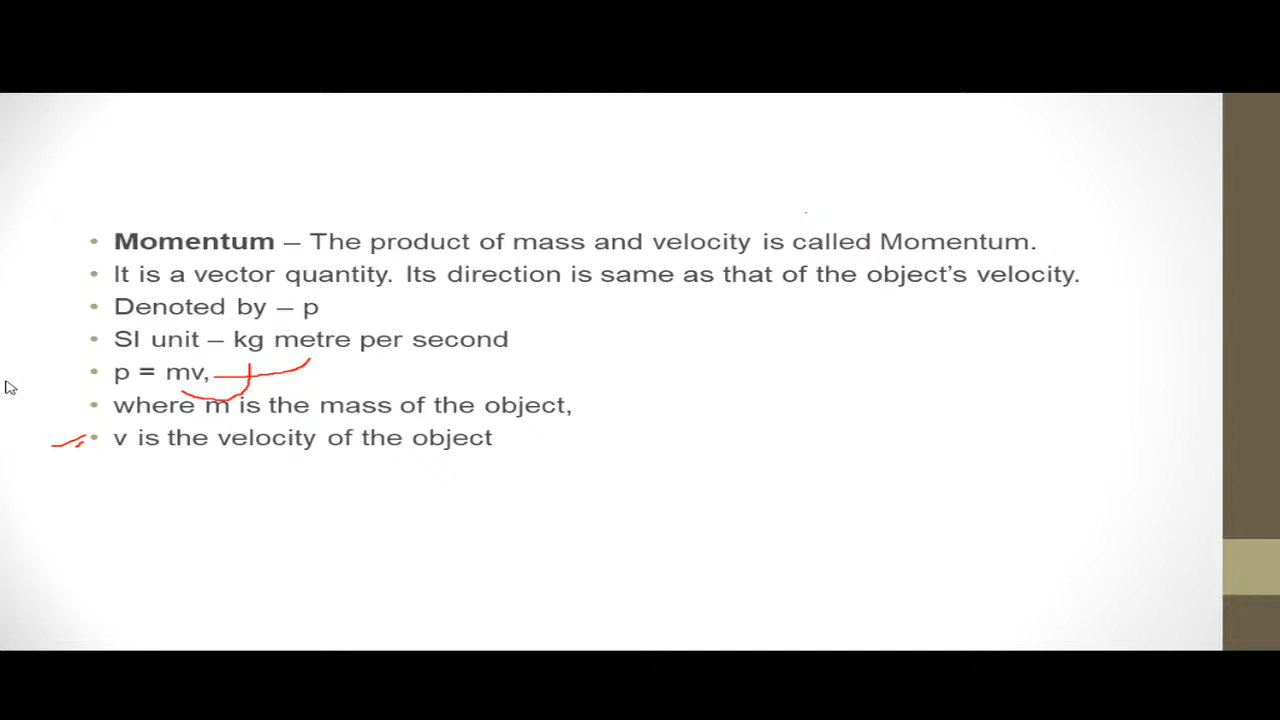 • Momentum – The product of mass and velocity is called Momentum.
• It is a vector quantity. Its direction is same as that of the object’s velocity.
• Denoted by – p
• SI unit – kg metre per second
• p = mv,
• where m is the mass of the object,
• v is the velocity of the object